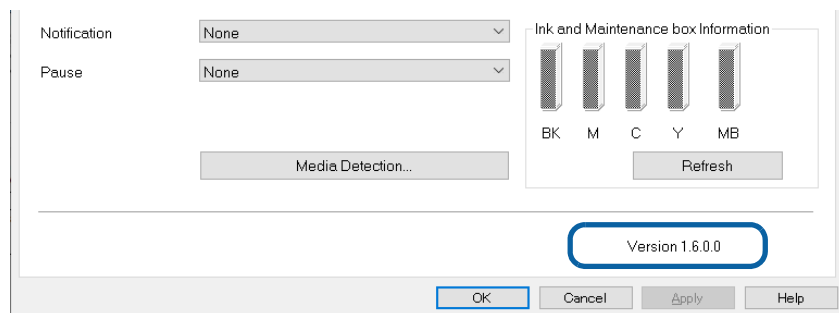 Notification
None
Ink and Maintenance box Information
Pause
None
BK M C Y MB
Media Detection...
Refresh
Version 1.6.0.0
OK
Cancel
Apply
Help